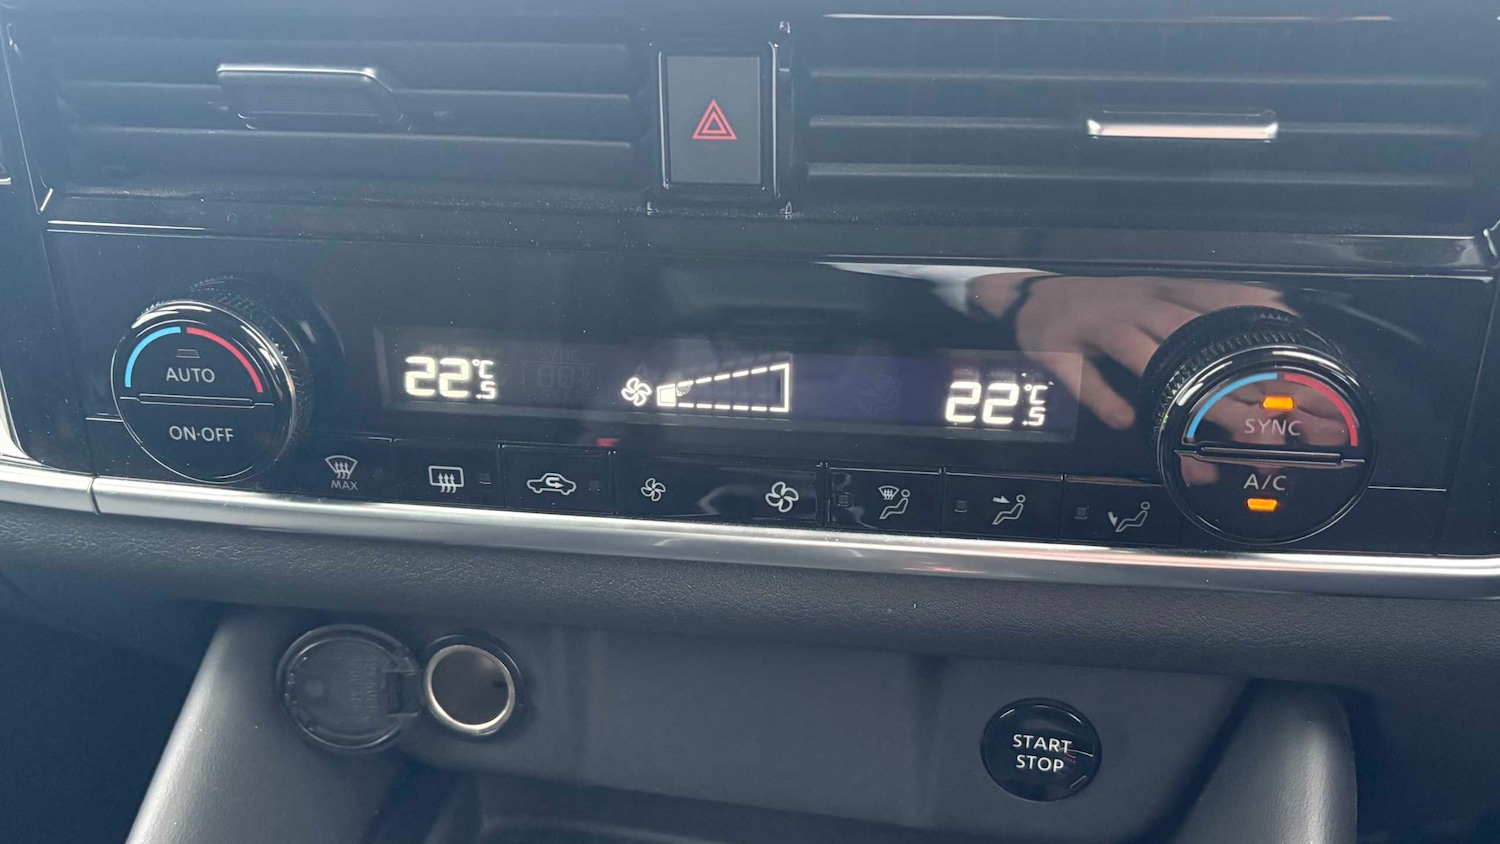 22.5°C
22.5°C
AUTO
ON·OFF
SYNC
A/C
MAX
START
STOP